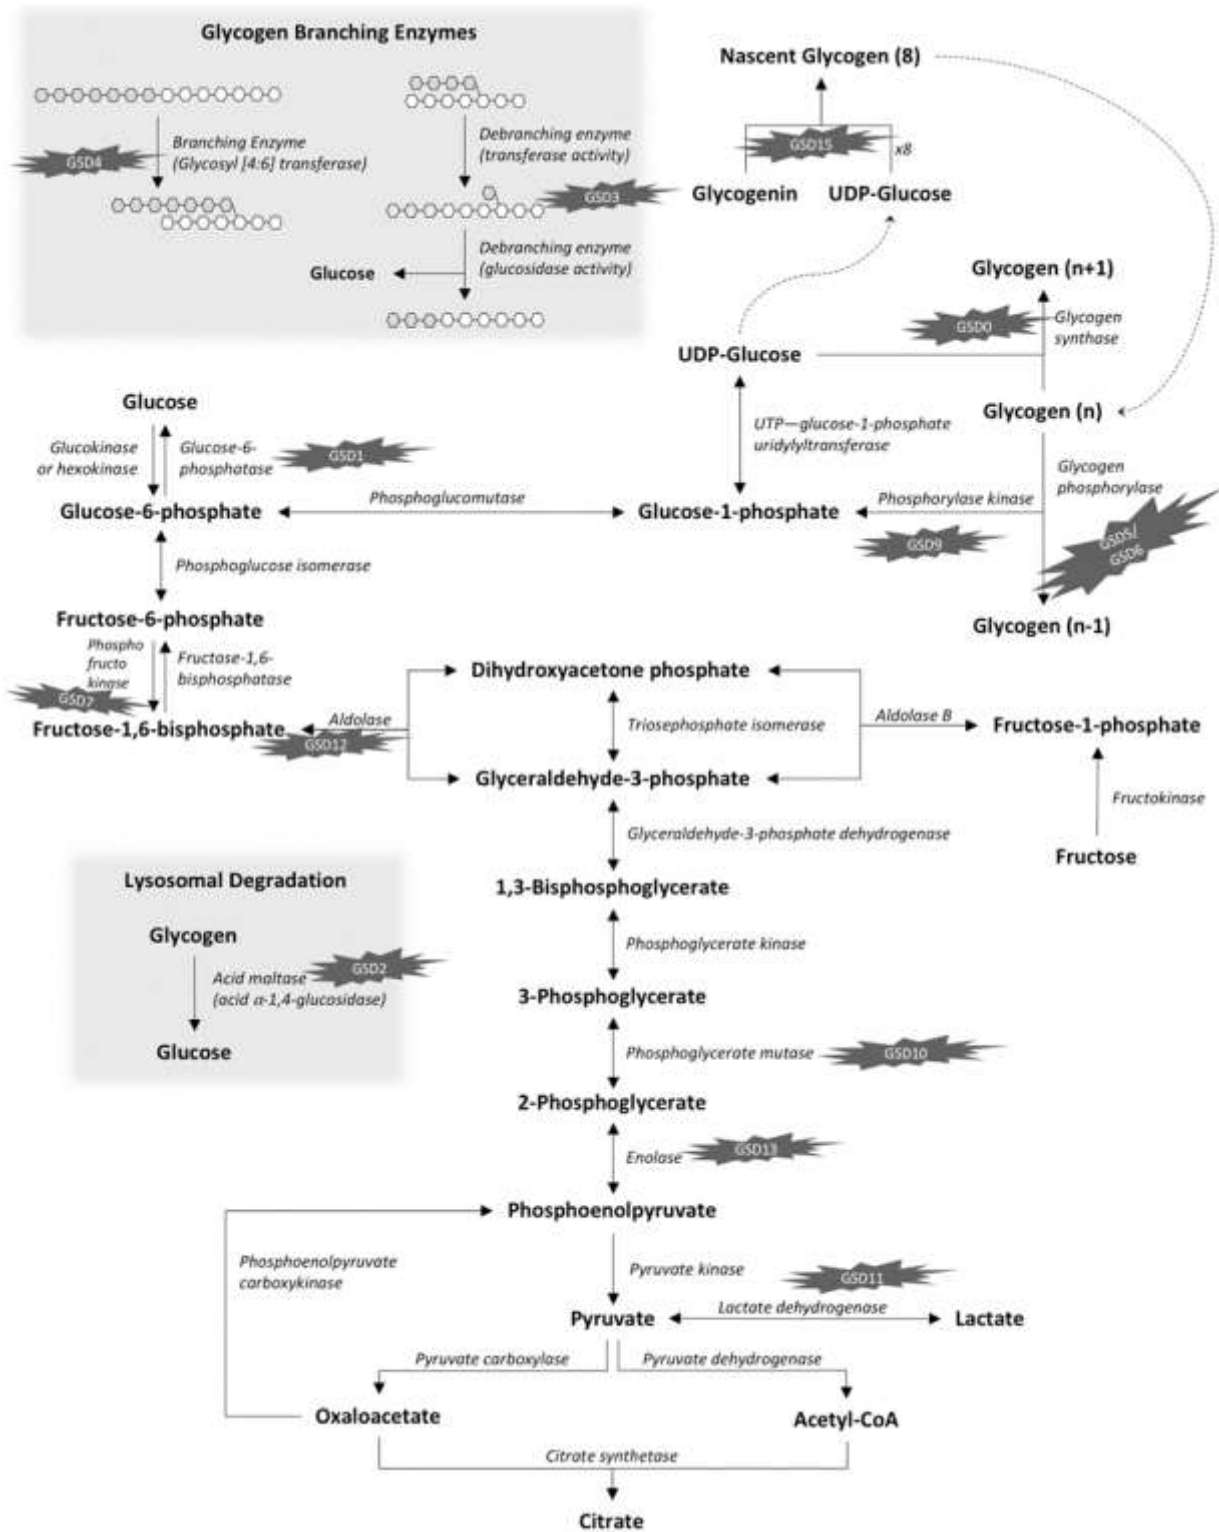 Glycogen Branching Enzymes
Branching Enzyme
(Glycosyl [4:6] transferase)
GSD4
Debranching enzyme
(transferase activity)
GSD3
Debranching enzyme
(glucosidase activity)
Glucose
Nascent Glycogen (8)
GSD15
x8
Glycogenin
UDP-Glucose
Glycogen (n+1)
GSD0
Glycogen
synthase
UDP-Glucose
Glycogen (n)
UTP—glucose-1-phosphate
uridylyltransferase
Glycogen
phosphorylase
Phosphorylase kinase
GSD9
GSD5/
GSD6
Glycogen (n-1)
Glucose
Glucokinase
or hexokinase
Glucose-6-
phosphatase
GSD1
Glucose-6-phosphate
Phosphoglucomutase
Glucose-1-phosphate
Phosphoglucose isomerase
Fructose-6-phosphate
Phospho
fructo
kinase
Fructose-1,6-
bisphosphatase
GSD7
Fructose-1,6-bisphosphate
Aldolase
GSD12
Dihydroxyacetone phosphate
Triosephosphate isomerase
Aldolase B
Fructose-1-phosphate
Glyceraldehyde-3-phosphate
Fructokinase
Fructose
Glyceraldehyde-3-phosphate dehydrogenase
1,3-Bisphosphoglycerate
Lysosomal Degradation
Glycogen
Acid maltase
(acid α-1,4-glucosidase)
GSD2
Glucose
Phosphoglycerate kinase
3-Phosphoglycerate
Phosphoglycerate mutase
GSD10
2-Phosphoglycerate
Enolase
GSD13
Phosphoenolpyruvate
Phosphoenolpyruvate
carboxykinase
Pyruvate kinase
GSD11
Lactate dehydrogenase
Pyruvate
Lactate
Pyruvate carboxylase
Pyruvate dehydrogenase
Oxaloacetate
Acetyl-CoA
Citrate synthetase
Citrate